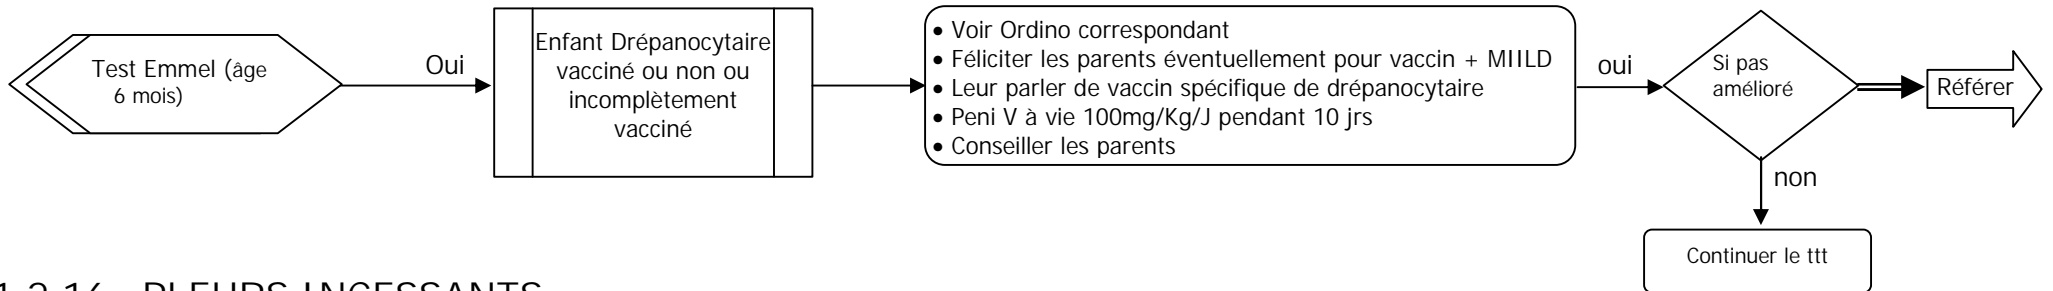 Test Emmel (âge
6 mois)
Oui
Enfant Drépanocytaire
vacciné ou non ou
incomplètement
vacciné
• Voir Ordino correspondant
• Féliciter les parents éventuellement pour vaccin + MIILD
• Leur parler de vaccin spécifique de drépanocytaire
• Peni V à vie 100mg/Kg/J pendant 10 jrs
• Conseiller les parents
oui
Si pas
amélioré
Référer
non
Continuer le ttt
PLEURS INCESSANTS